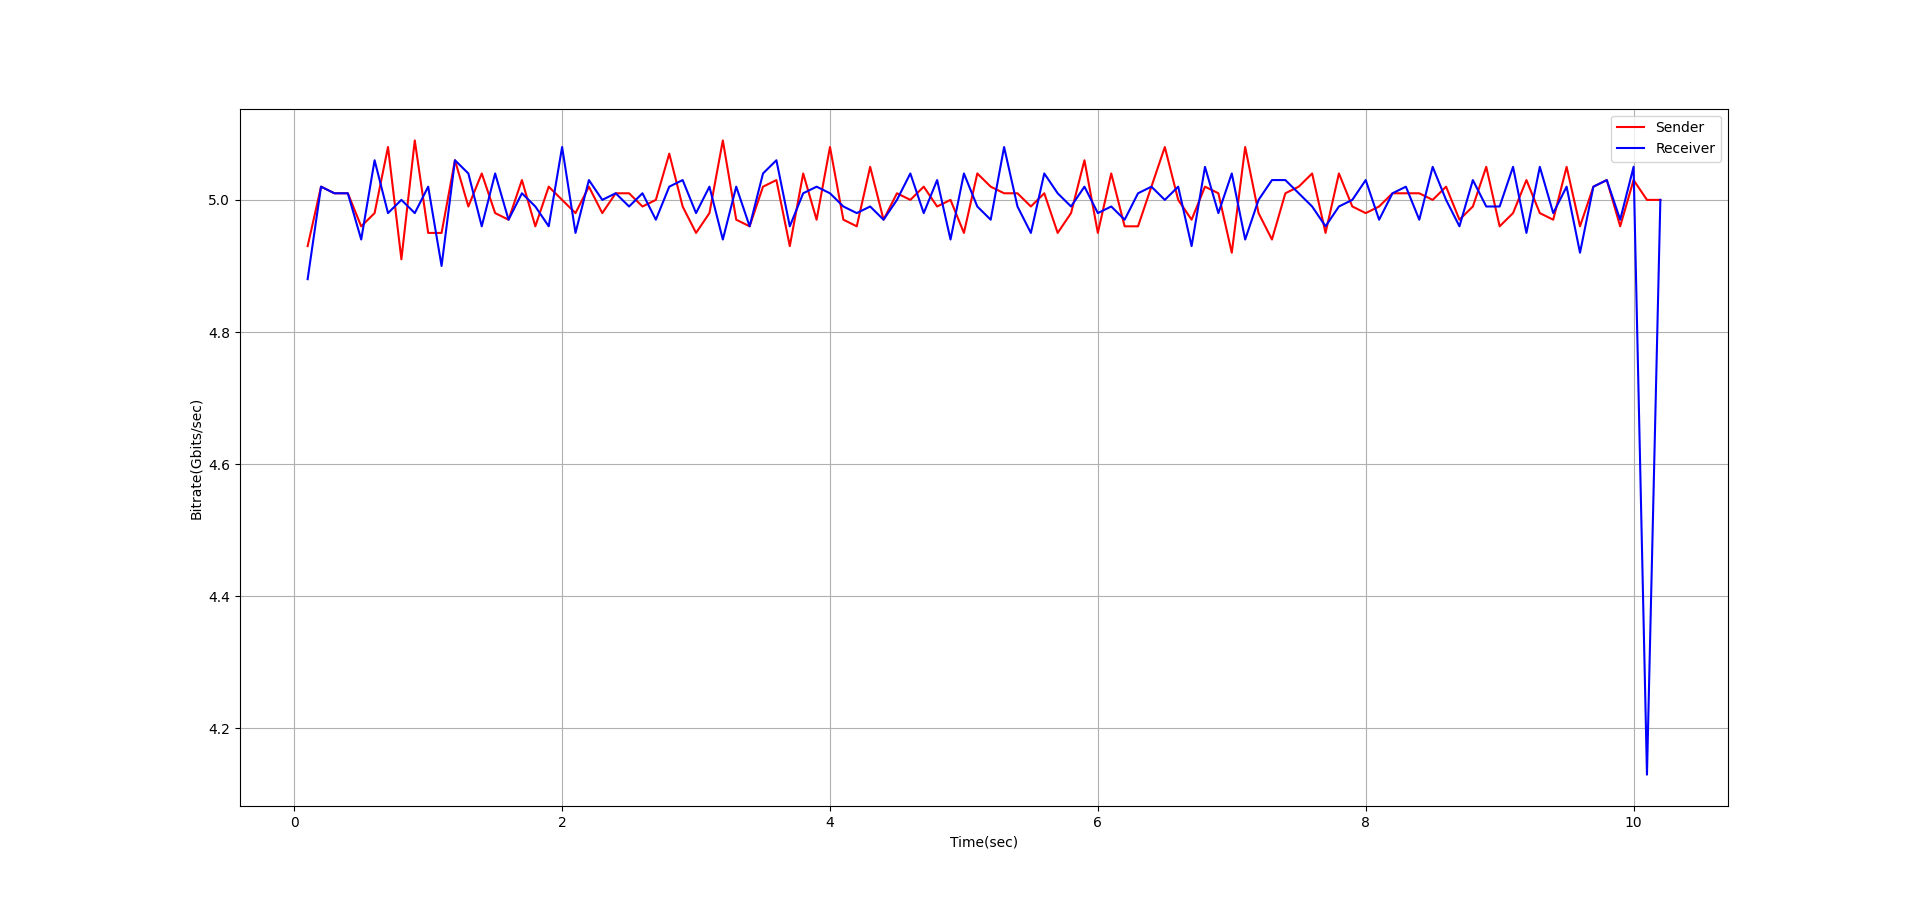 Sender
Receiver
5.0
4.8
4.6
4.4
4.2
Bitrate(Gbits/sec)
0 2 4 6 8 10
Time(sec)